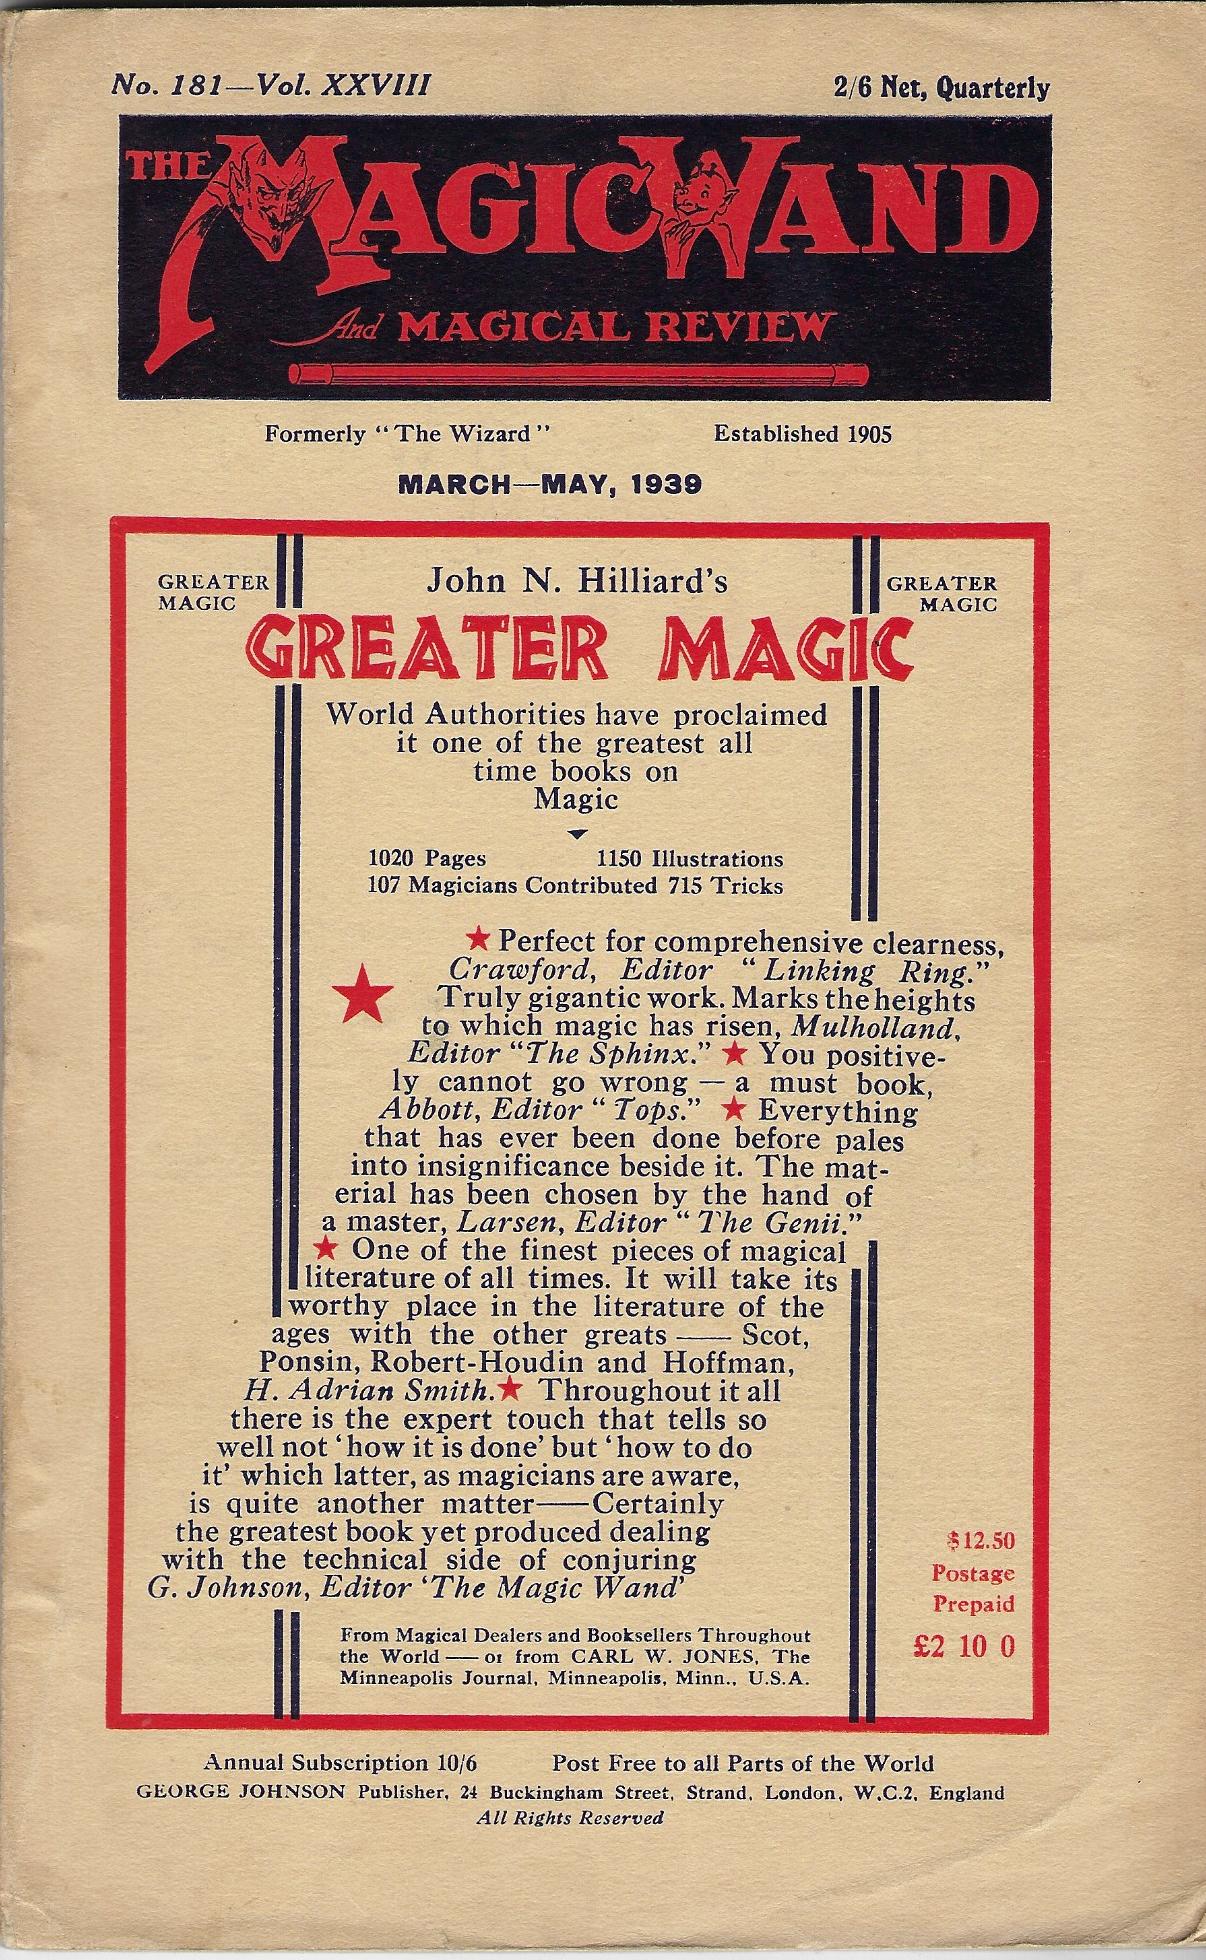 No. 181—Vol. XXVIII 2/6 Net, Quarterly
THE MAGIC WAND
And MAGICAL REVIEW
Formerly "The Wizard" Established 1905
MARCH—MAY, 1939
GREATER MAGIC
John N. Hilliard's
GREATER MAGIC
GREATER MAGIC
World Authorities have proclaimed
it one of the greatest all
time books on
Magic
1020 Pages 1150 Illustrations
107 Magicians Contributed 715 Tricks
★ Perfect for comprehensive clearness,
Crawford, Editor "Linking Ring."
★ Truly gigantic work. Marks the heights
to which magic has risen, Mulholland,
Editor "The Sphinx." ★ You positive-
ly cannot go wrong — a must book,
Abbott, Editor "Tops." ★ Everything
that has ever been done before pales
into insignificance beside it. The mat-
erial has been chosen by the hand of
a master, Larsen, Editor "The Genii."
★ One of the finest pieces of magical
literature of all times. It will take its
worthy place in the literature of the
ages with the other greats — Scot,
Ponsin, Robert-Houdin and Hoffman,
H. Adrian Smith. ★ Throughout it all
there is the expert touch that tells so
well not 'how it is done' but 'how to do
it' which latter, as magicians are aware,
is quite another matter—Certainly
the greatest book yet produced dealing
with the technical side of conjuring
G. Johnson, Editor 'The Magic Wand'
$12.50
Postage
Prepaid
£2 10 0
From Magical Dealers and Booksellers Throughout
the World — or from CARL W. JONES, The
Minneapolis Journal, Minneapolis, Minn., U.S.A.
Annual Subscription 10/6 Post Free to all Parts of the World
GEORGE JOHNSON Publisher, 24 Buckingham Street, Strand, London, W.C.2, England
All Rights Reserved